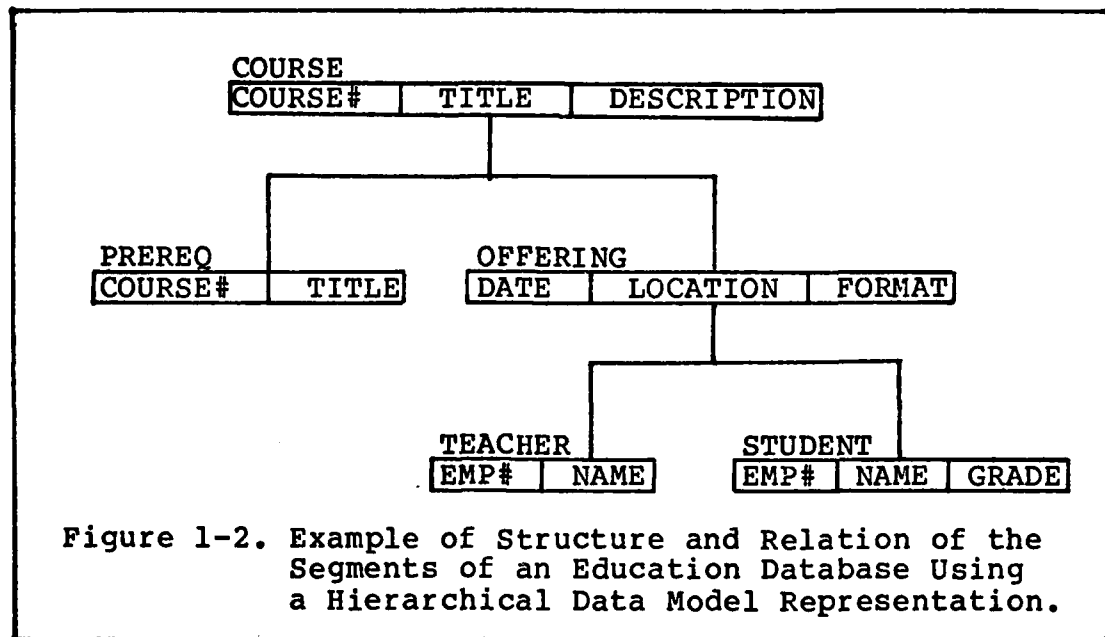 COURSE
COURSE# TITLE DESCRIPTION
PREREQ
COURSE# TITLE
OFFERING
DATE LOCATION FORMAT
TEACHER
EMP# NAME
STUDENT
EMP# NAME GRADE
Figure 1-2. Example of Structure and Relation of the
Segments of an Education Database Using
a Hierarchical Data Model Representation.